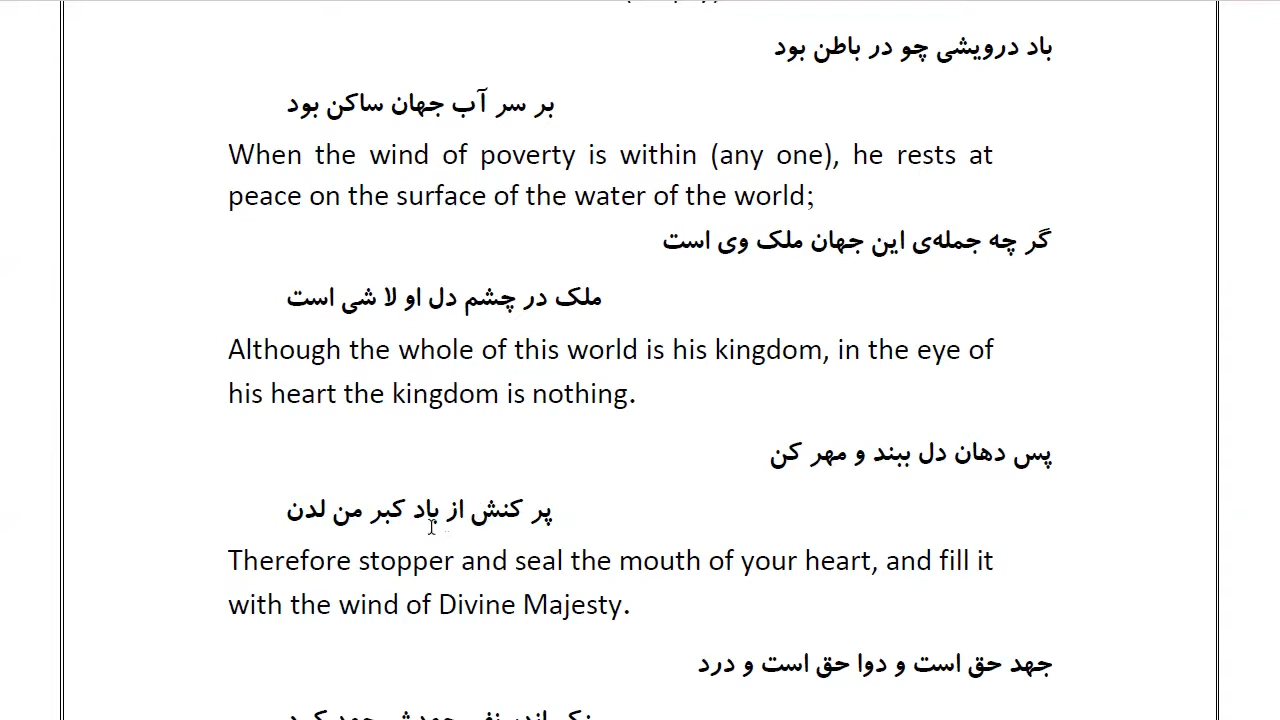 باد درویشی چو در باطن بود
بر سر آب جهان ساکن بود
When the wind of poverty is within (any one), he rests at
peace on the surface of the water of the world;
گر چه جمله‌ی این جهان ملک وی است
ملک در چشم دل او لا شی است
Although the whole of this world is his kingdom, in the eye of
his heart the kingdom is nothing.
پس دهان دل ببند و مهر کن
پر کنش از باد کبر من لدن
Therefore stopper and seal the mouth of your heart, and fill it
with the wind of Divine Majesty.
جهد حق است و دوا حق است و درد